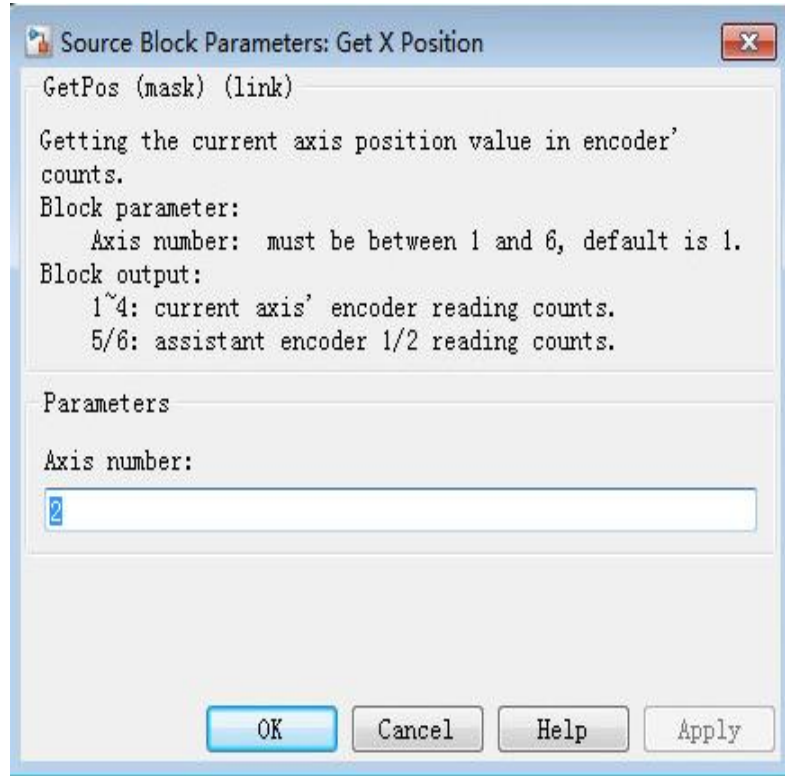 Source Block Parameters: Get X Position
GetPos (mask) (link)
Getting the current axis position value in encoder'
counts.
Block parameter:
Axis number:  must be between 1 and 6, default is 1.
Block output:
1~4: current axis' encoder reading counts.
5/6: assistant encoder 1/2 reading counts.
Parameters
Axis number:
2
OK Cancel Help Apply